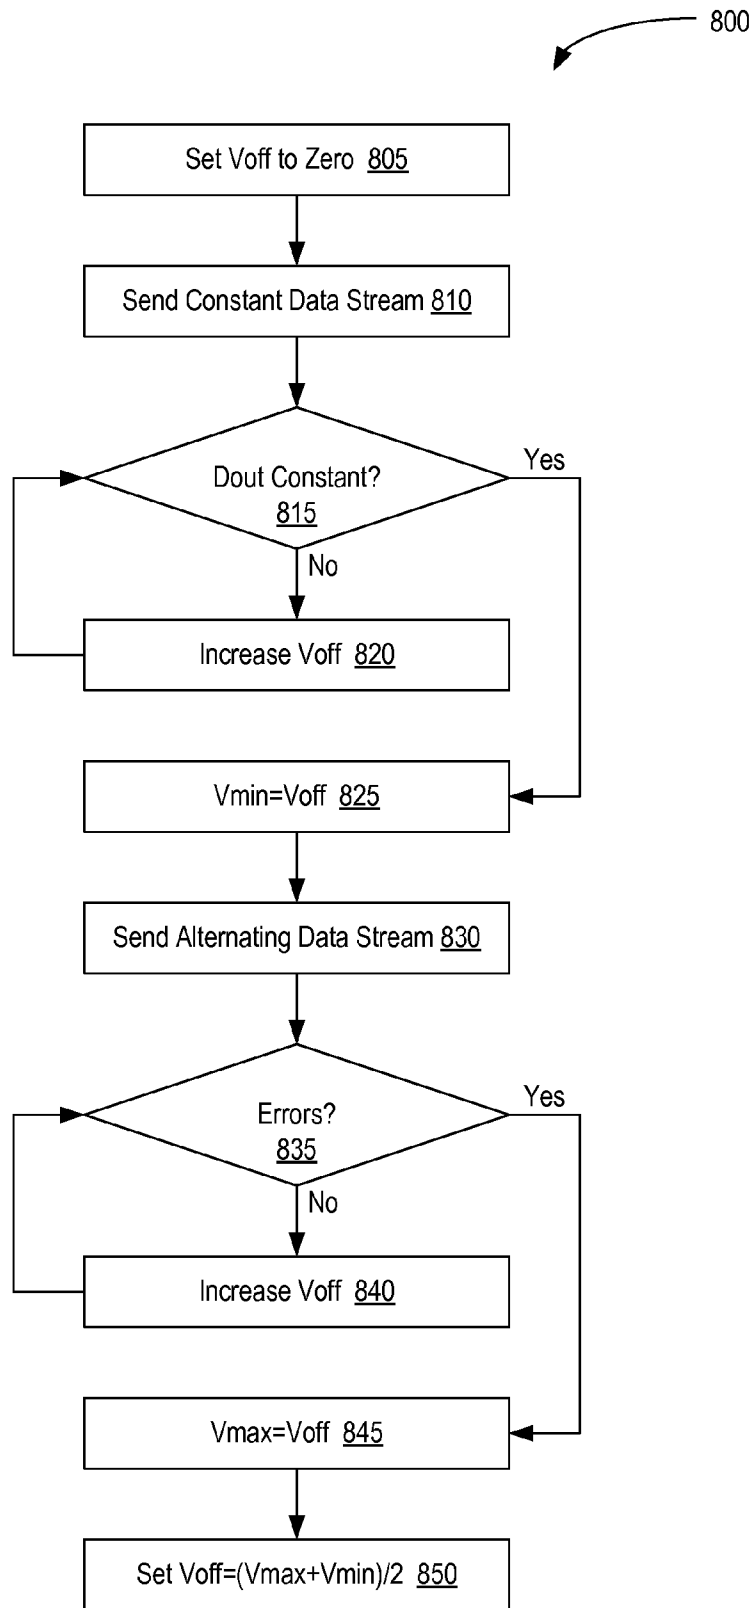 800
Set Voff to Zero 805
Send Constant Data Stream 810
Dout Constant?
815
Yes
No
Increase Voff 820
Vmin=Voff 825
Send Alternating Data Stream 830
Errors?
835
Yes
No
Increase Voff 840
Vmax=Voff 845
Set Voff=(Vmax+Vmin)/2 850